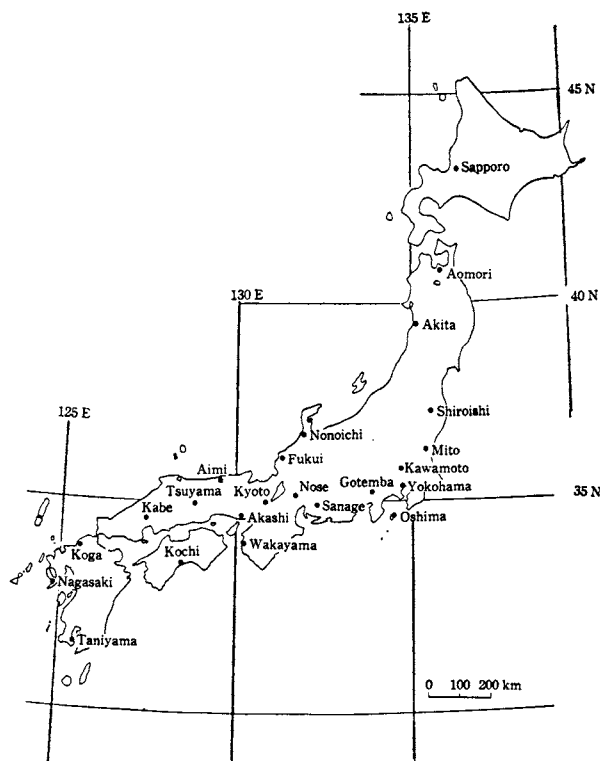 135 E
45 N
Sapporo
Aomori
130 E
40 N
Akita
125 E
Shiroishi
Nonoichi
Mito
Fukui
Kawamoto
Aimi
Gotemba
Yokohama
Tsuyama
Kyoto
Nose
35 N
Kabe
Sanage
Akashi
Oshima
Koga
Kochi
Wakayama
Nagasaki
Taniyama
0 100 200 km